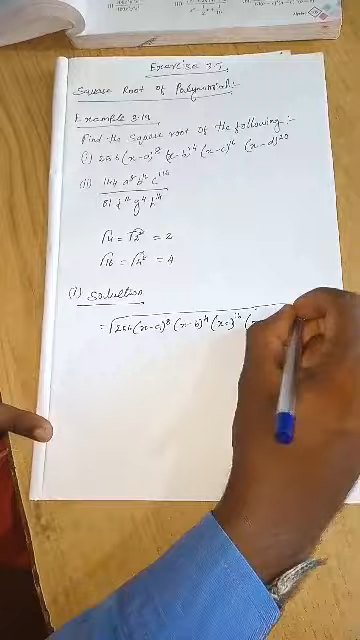 Exercise 3.7
Square Root of Polynomial :-
Example 3.19
Find the Square root of the following :-
(i) 256 (x-a)⁸ (x-b)⁴ (x-c)¹⁶ (x-d)²⁰
(ii) 144 a⁸ b¹² c¹⁶
81 f¹² g⁴ h¹⁴
√4 = √2² = 2
√16 = √4² = 4
(i) Solution
= √256 (x-a)⁸ (x-b)⁴ (x-c)¹⁶ (x